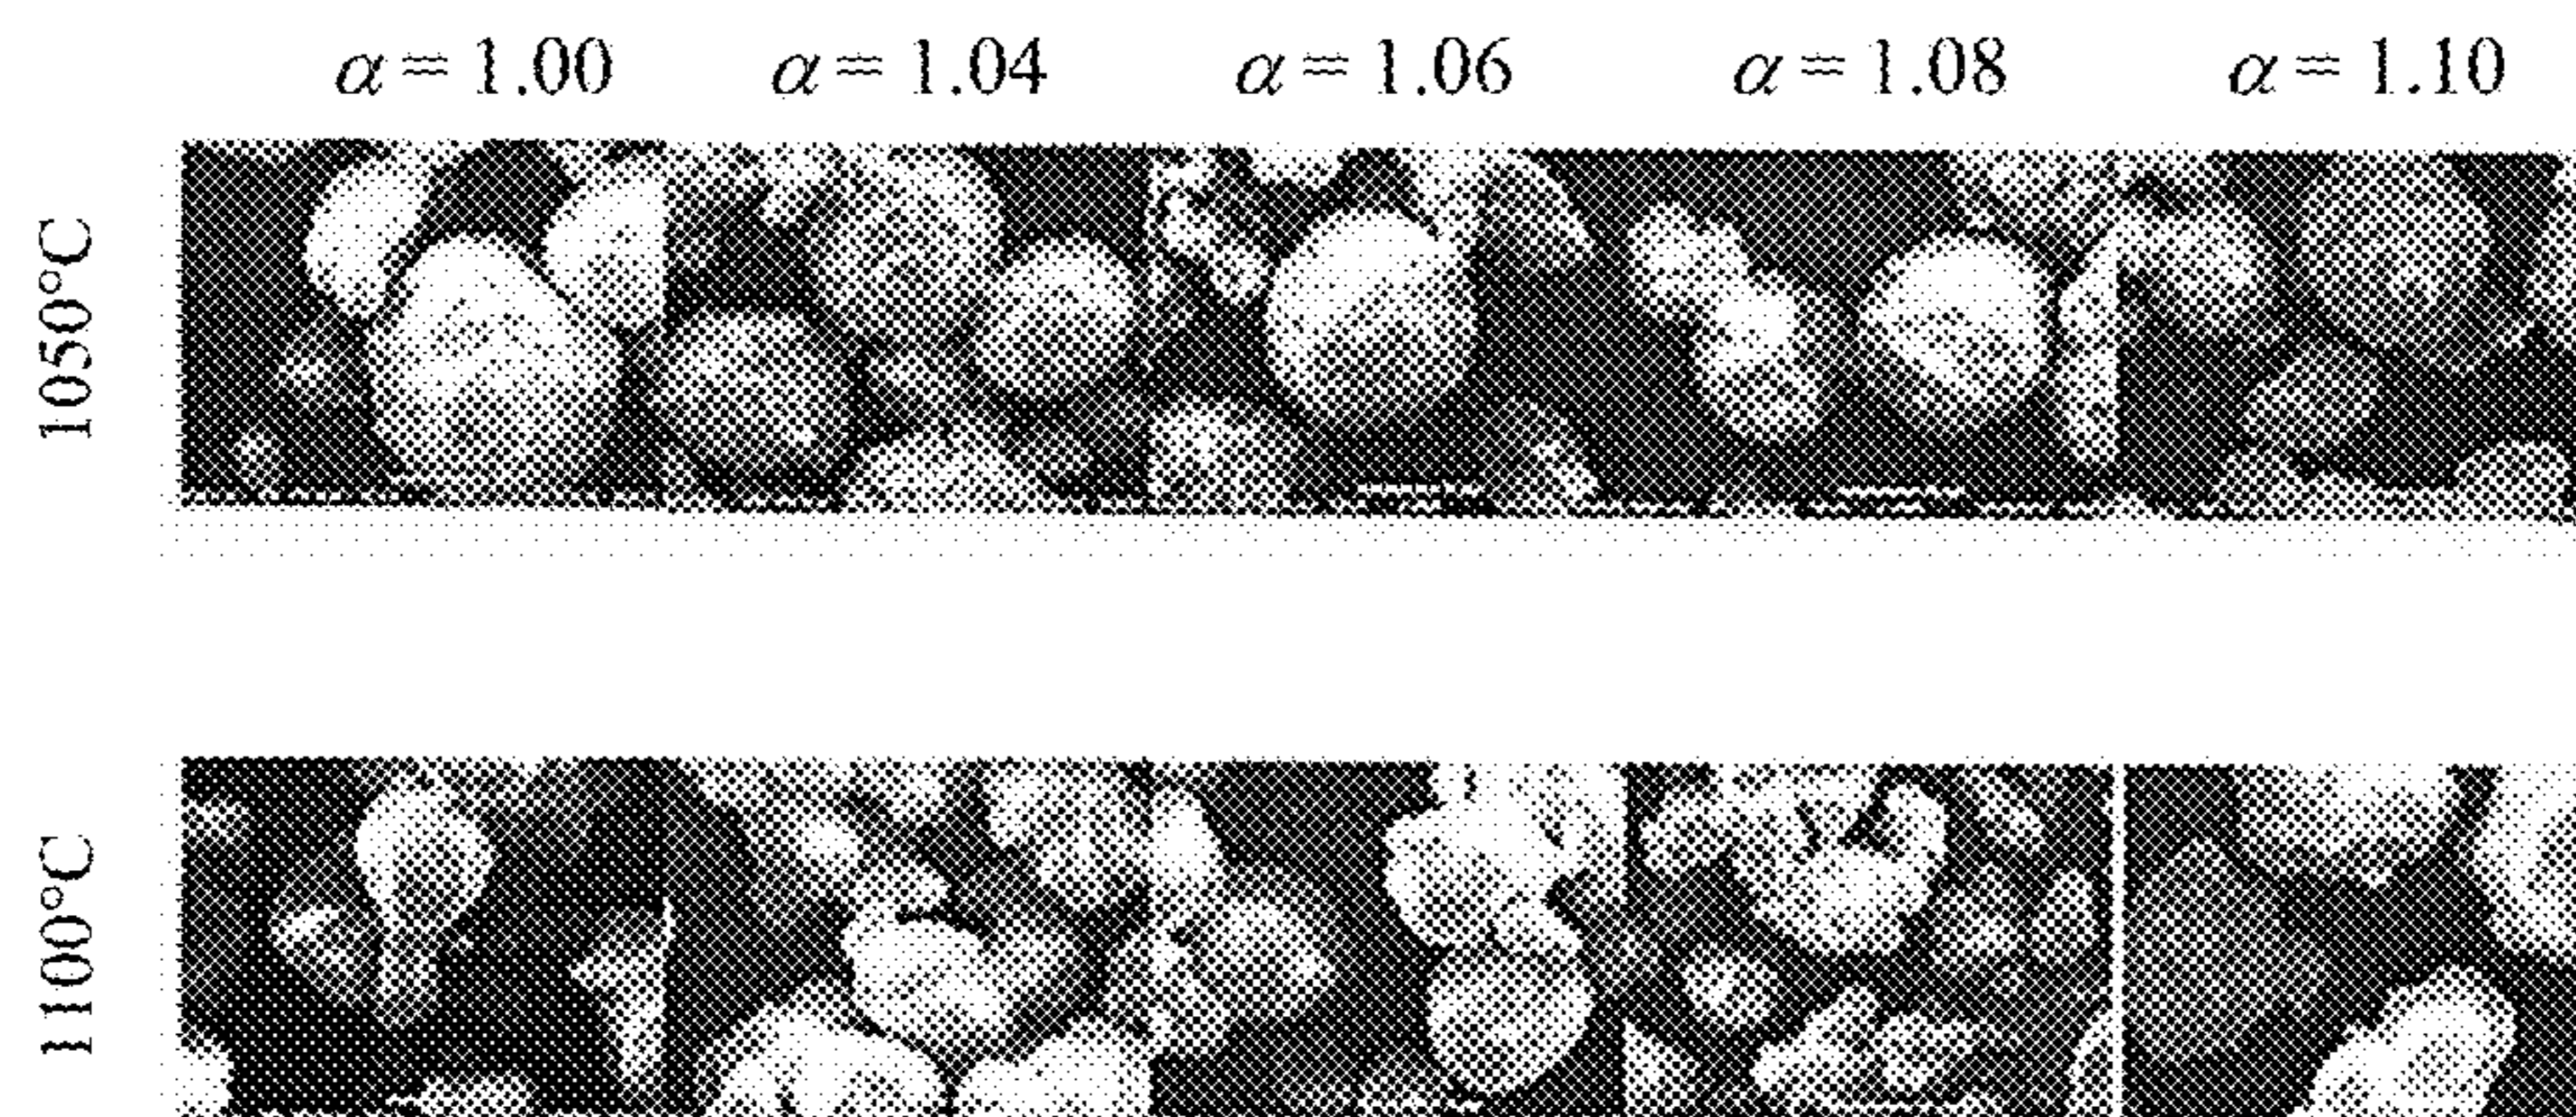 α = 1.00 α = 1.04 α = 1.06 α = 1.08 α = 1.10
1050°C
1100°C